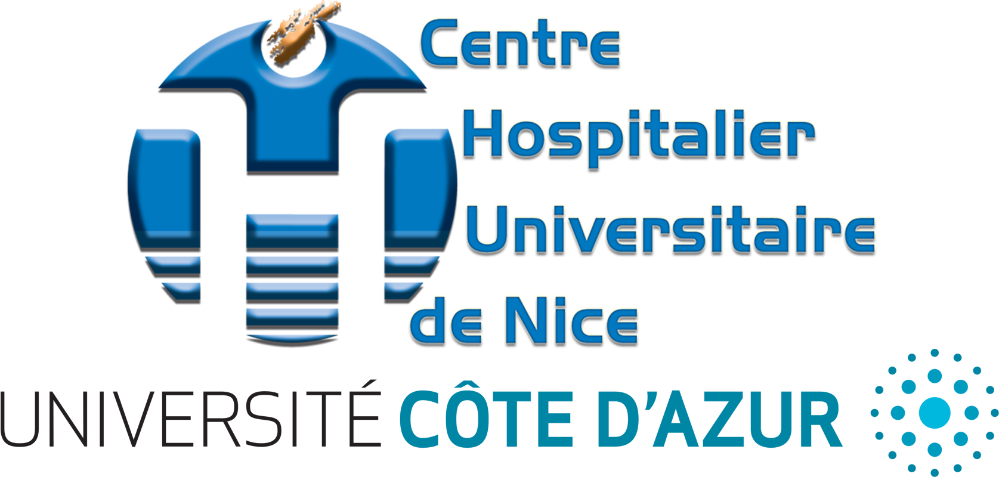 Centre
Hospitalier
Universitaire
de Nice
UNIVERSITÉ CÔTE D'AZUR